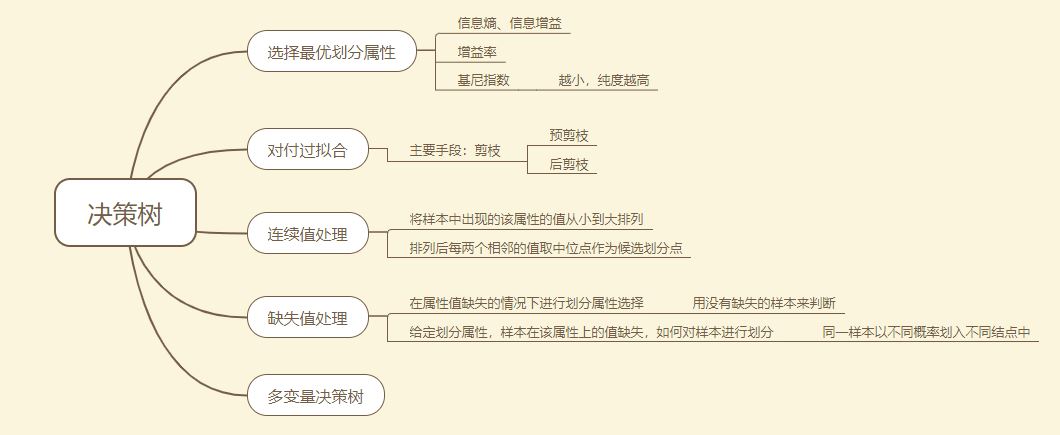 决策树
选择最优划分属性
信息熵、信息增益
增益率
基尼指数
越小，纯度越高
对付过拟合
主要手段：剪枝
预剪枝
后剪枝
连续值处理
将样本中出现的该属性的值从小到大排列
排列后每两个相邻的值取中位点作为候选划分点
缺失值处理
在属性值缺失的情况下进行划分属性选择
用没有缺失的样本来判断
给定划分属性，样本在该属性上的值缺失，如何对样本进行划分
同一样本以不同概率划入不同结点中
多变量决策树